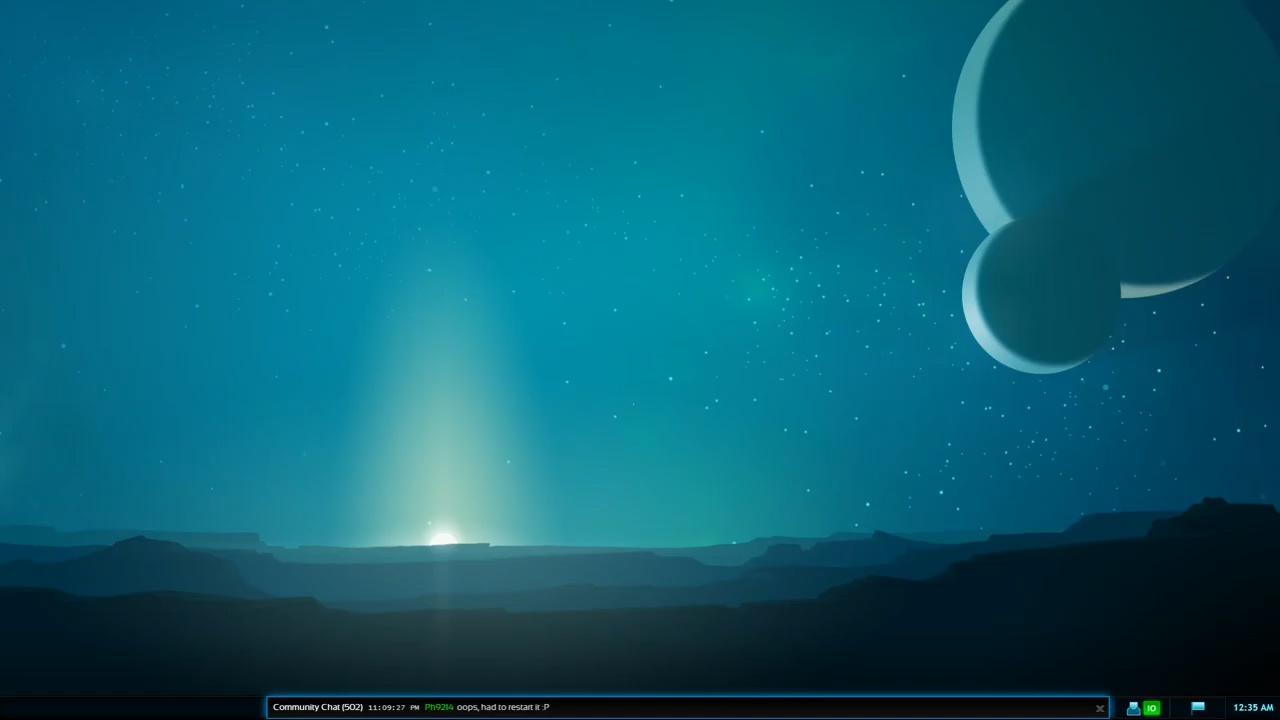 Community Chat (502) 11:09:27 PM Ph9214 oops, had to restart it :P
IO
12:35 AM